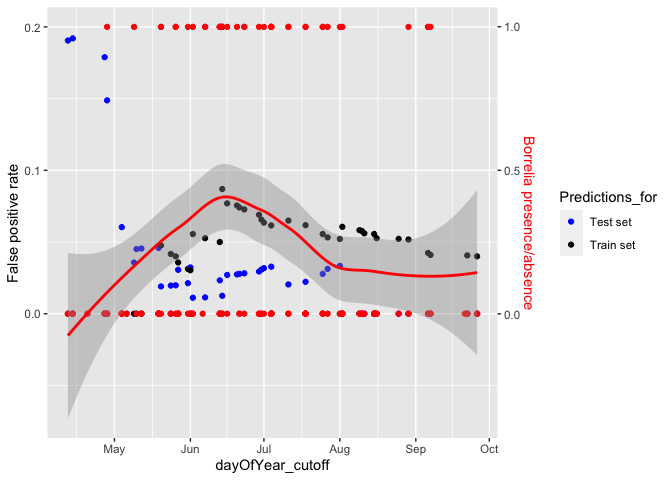 0.2
0.1
0.0
False positive rate
May Jun Jul Aug Sep Oct
dayOfYear_cutoff
1.0
0.5
0.0
Borrelia presence/absence
Predictions_for
Test set
Train set